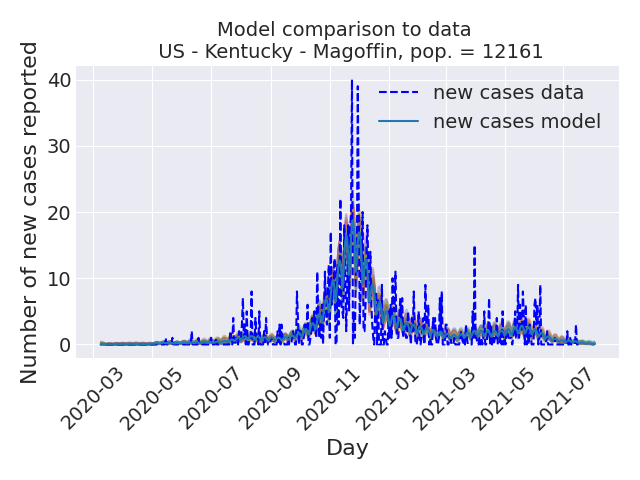 Model comparison to data
US - Kentucky - Magoffin, pop. = 12161
Number of new cases reported
40
30
20
10
0
new cases data
new cases model
2020-03
2020-05
2020-07
2020-09
2020-11
2021-01
2021-03
2021-05
2021-07
Day